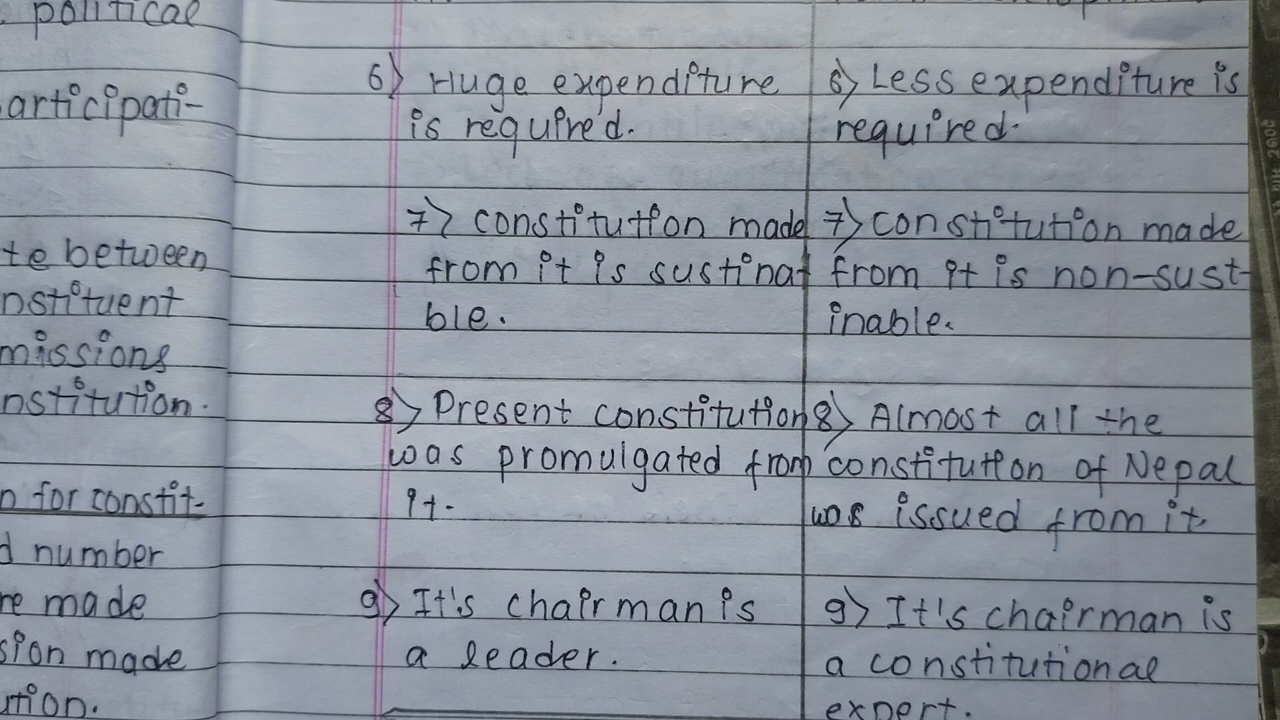 political
articipati-
te between
nstituent
missions
nstitution.
n for constit-
d number
re made
sion made
tion.
6) Huge expenditure
is required.
7) constitution made
from it is sustinat
ble.
8) Present constitution
was promulgated from
it.
9) It's chairman is
a leader.
6) Less expenditure is
required.
7) constitution made
from it is non-sust-
inable.
8) Almost all the
constitution of Nepal
was issued from it.
9) It's chairman is
a constitutional
expert.